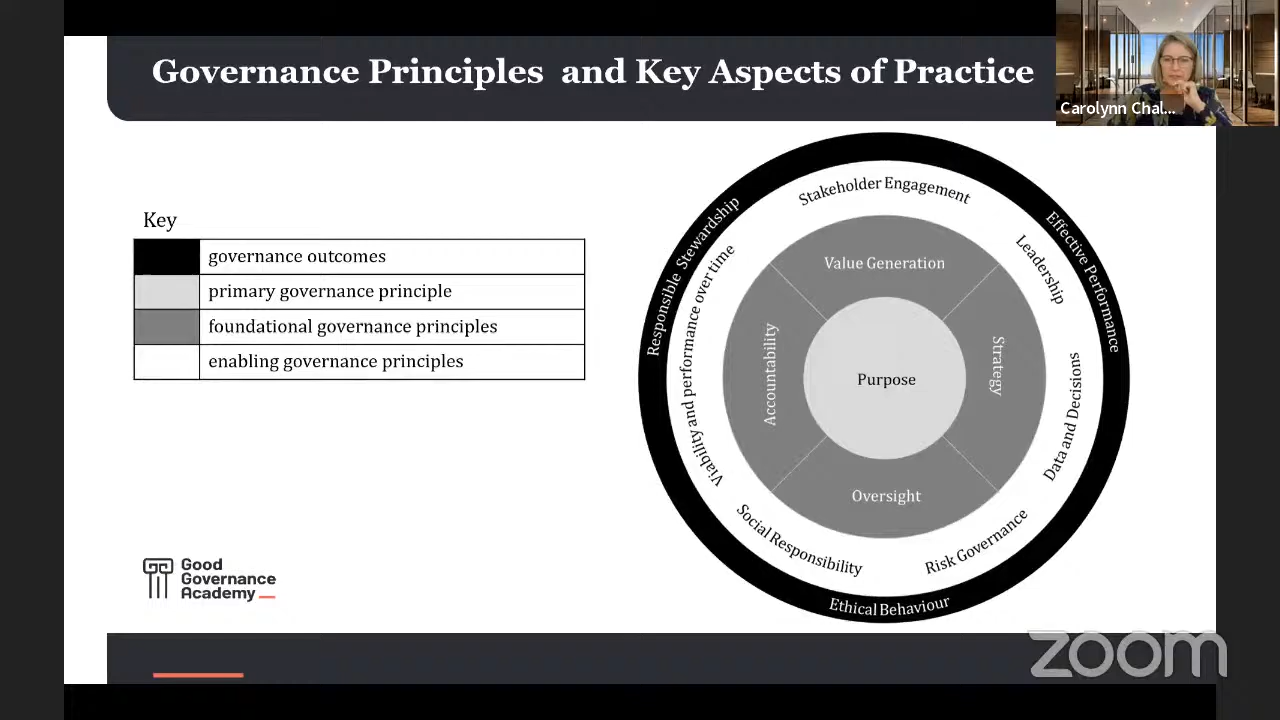 Governance Principles and Key Aspects of Practice
Carolynn Chal...
Key
governance outcomes
primary governance principle
foundational governance principles
enabling governance principles
Responsible Stewardship
Effective Performance
Ethical Behaviour
Stakeholder Engagement
Leadership
Data and Decisions
Risk Governance
Social Responsibility
Viability and performance over time
Value Generation
Strategy
Oversight
Accountability
Purpose
Good
Governance
Academy
zoom